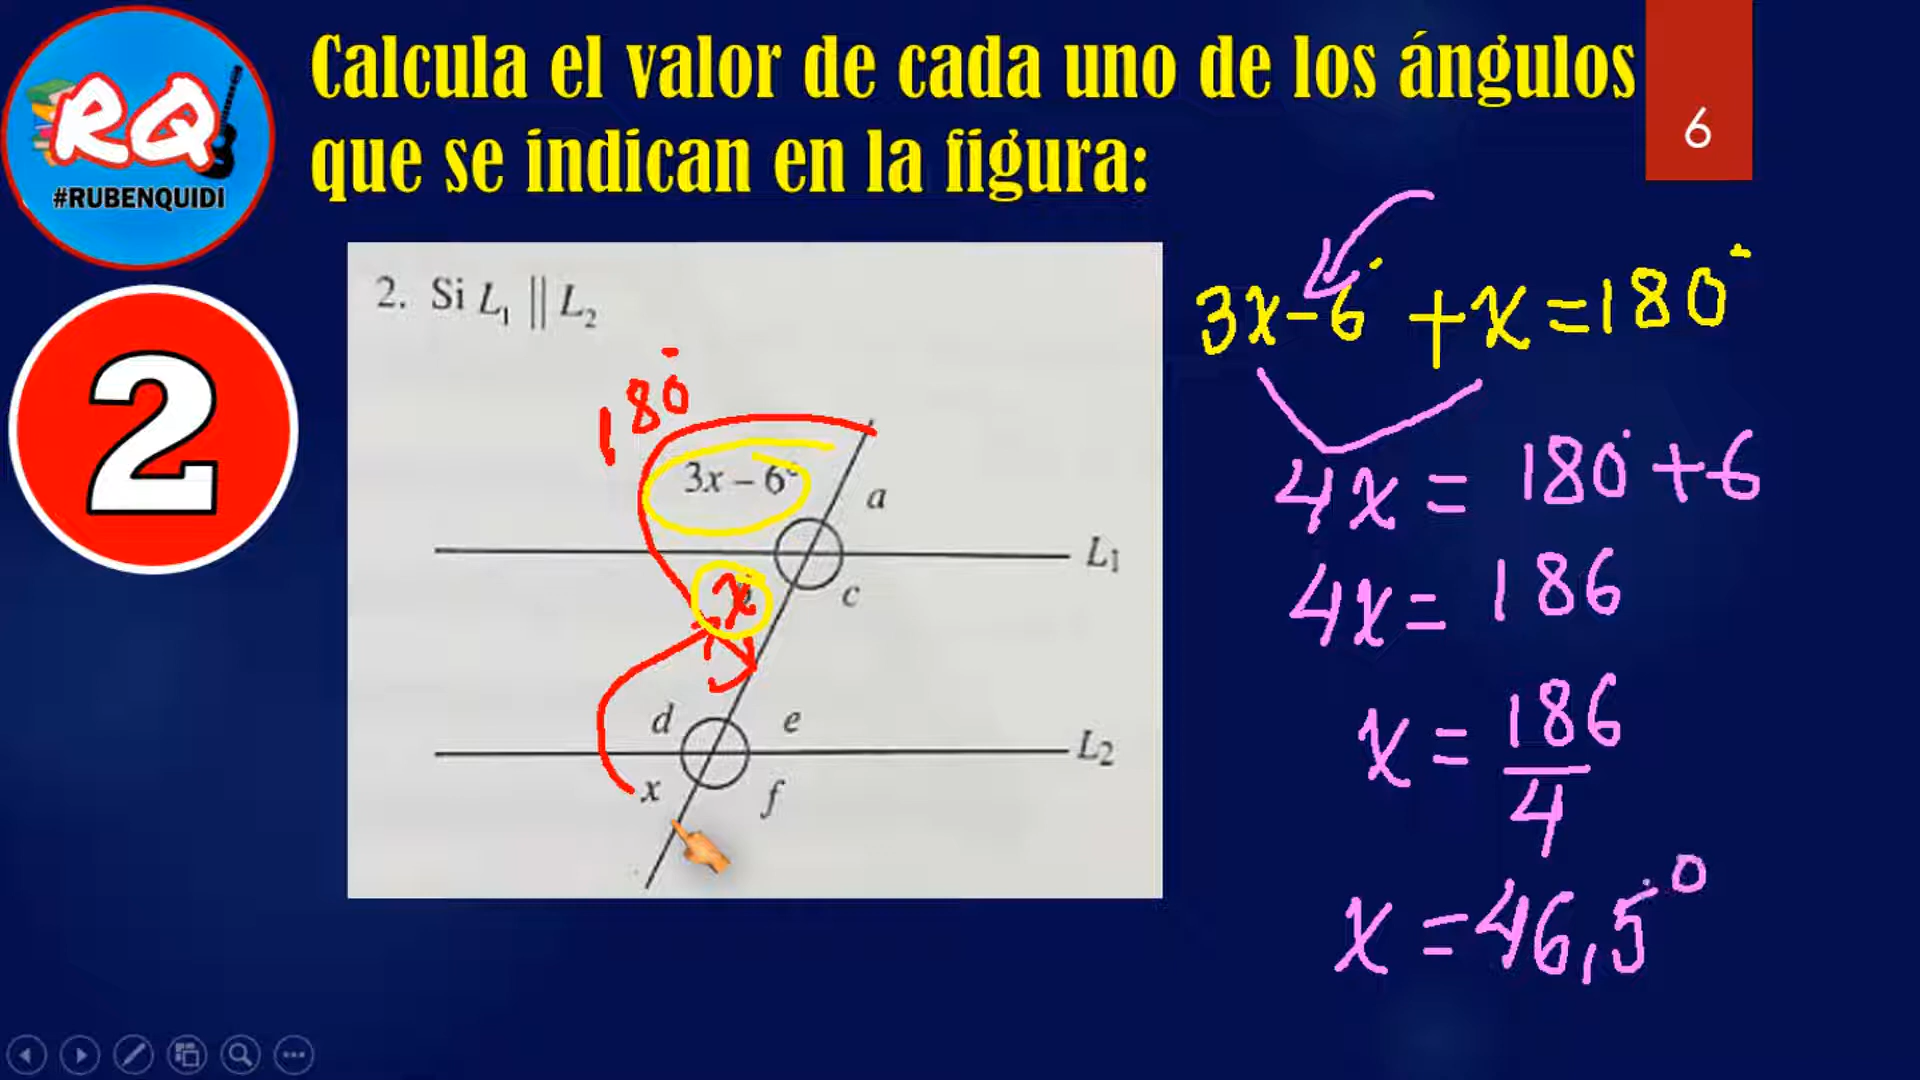 RQ
#RUBENQUIDI
Calcula el valor de cada uno de los ángulos
que se indican en la figura:
6
2
2. Si L₁ || L₂
180°
3x – 6°
a
L₁
x
c
d
e
L₂
x
f
3x-6° + x = 180°
4x = 180° + 6
4x = 186
x = 186/4
x = 46,5°